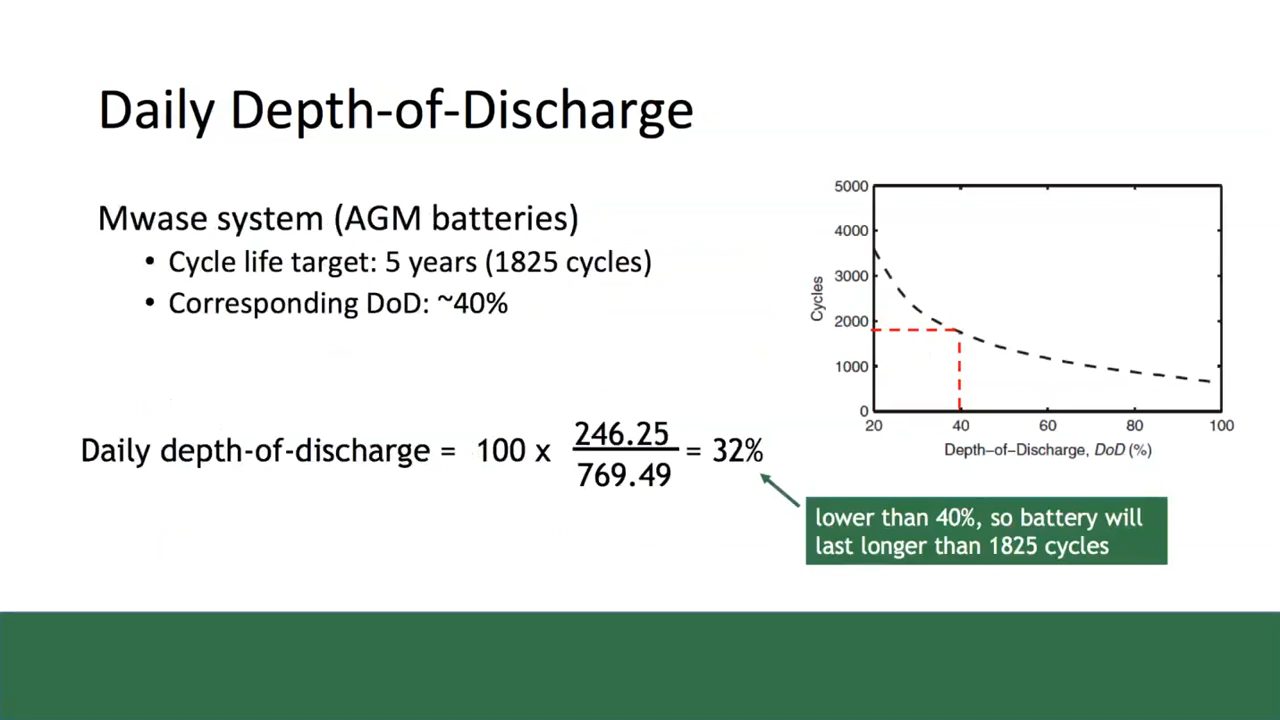 Daily Depth-of-Discharge
Mwase system (AGM batteries)
• Cycle life target: 5 years (1825 cycles)
• Corresponding DoD: ~40%
Daily depth-of-discharge = 100 x 246.25 / 769.49 = 32%
5000
4000
3000
2000
1000
0
Cycles
20 40 60 80 100
Depth–of–Discharge, DoD (%)
lower than 40%, so battery will
last longer than 1825 cycles